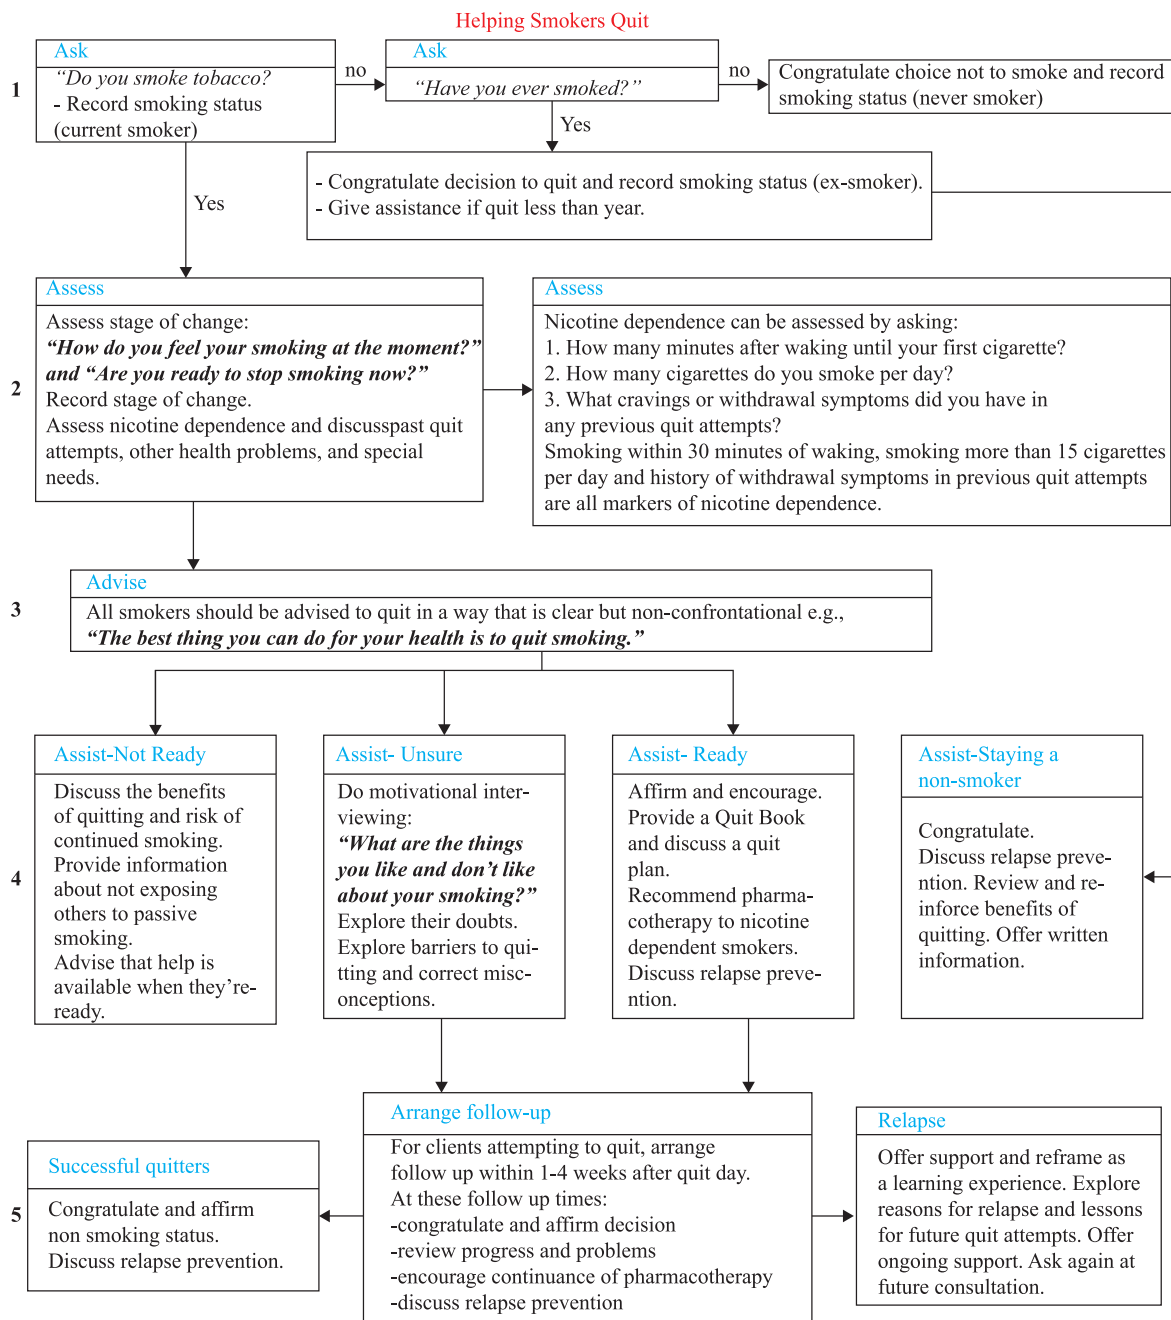 Helping Smokers Quit
1
Ask
“Do you smoke tobacco?
- Record smoking status
(current smoker)
no
Ask
“Have you ever smoked?”
no
Congratulate choice not to smoke and record
smoking status (never smoker)
Yes
- Congratulate decision to quit and record smoking status (ex-smoker).
- Give assistance if quit less than year.
Yes
2
Assess
Assess stage of change:
“How do you feel your smoking at the moment?”
and “Are you ready to stop smoking now?”
Record stage of change.
Assess nicotine dependence and discusspast quit
attempts, other health problems, and special
needs.
Assess
Nicotine dependence can be assessed by asking:
1. How many minutes after waking until your first cigarette?
2. How many cigarettes do you smoke per day?
3. What cravings or withdrawal symptoms did you have in
any previous quit attempts?
Smoking within 30 minutes of waking, smoking more than 15 cigarettes
per day and history of withdrawal symptoms in previous quit attempts
are all markers of nicotine dependence.
3
Advise
All smokers should be advised to quit in a way that is clear but non-confrontational e.g.,
“The best thing you can do for your health is to quit smoking.”
4
Assist-Not Ready
Discuss the benefits
of quitting and risk of
continued smoking.
Provide information
about not exposing
others to passive
smoking.
Advise that help is
available when they’re-
ready.
Assist- Unsure
Do motivational inter-
viewing:
“What are the things
you like and don’t like
about your smoking?”
Explore their doubts.
Explore barriers to qui-
tting and correct misc-
onceptions.
Assist- Ready
Affirm and encourage.
Provide a Quit Book
and discuss a quit
plan.
Recommend pharma-
cotherapy to nicotine
dependent smokers.
Discuss relapse preve-
ntion.
Assist-Staying a
non-smoker
Congratulate.
Discuss relapse preve-
ntion. Review and re-
inforce benefits of
quitting. Offer written
information.
5
Successful quitters
Congratulate and affirm
non smoking status.
Discuss relapse prevention.
Arrange follow-up
For clients attempting to quit, arrange
follow up within 1-4 weeks after quit day.
At these follow up times:
-congratulate and affirm decision
-review progress and problems
-encourage continuance of pharmacotherapy
-discuss relapse prevention
Relapse
Offer support and reframe as
a learning experience. Explore
reasons for relapse and lessons
for future quit attempts. Offer
ongoing support. Ask again at
future consultation.